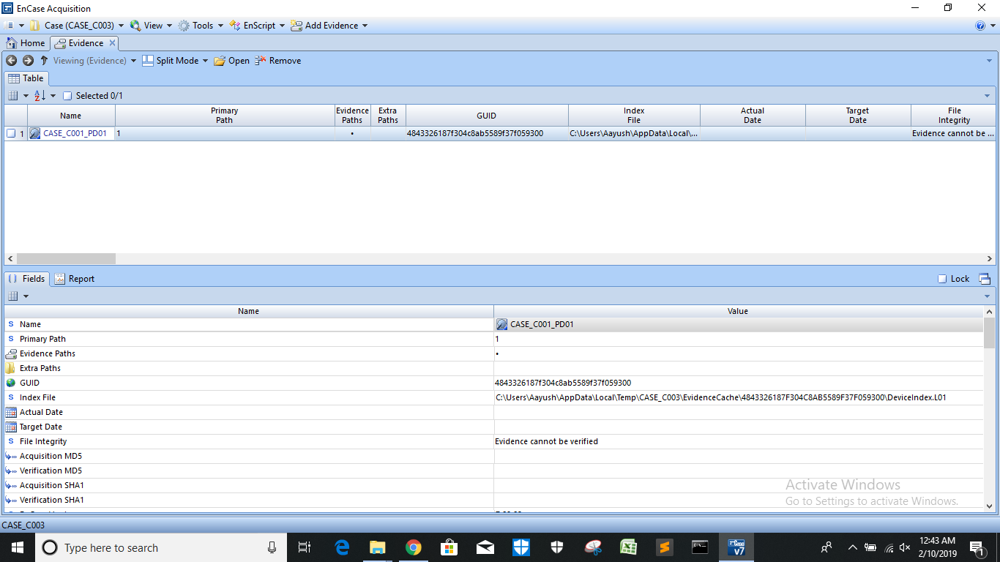 EnCase Acquisition
Case (CASE_C003) View Tools EnScript Add Evidence
Home Evidence
Viewing (Evidence) Split Mode Open Remove
Table
Selected 0/1
Name Primary Path Evidence Paths Extra Paths GUID Index File Actual Date Target Date File Integrity
1 CASE_C001_PD01 1 • 4843326187f304c8ab5589f37f059300 C:\Users\Aayush\AppData\Local\... Evidence cannot be ...
Fields Report Lock
Name Value
S Name CASE_C001_PD01
S Primary Path 1
Evidence Paths •
Extra Paths
GUID 4843326187f304c8ab5589f37f059300
S Index File C:\Users\Aayush\AppData\Local\Temp\CASE_C003\EvidenceCache\4843326187F304C8AB5589F37F059300\DeviceIndex.L01
Actual Date
Target Date
S File Integrity Evidence cannot be verified
Acquisition MD5
Verification MD5
Acquisition SHA1
Verification SHA1
Activate Windows
Go to Settings to activate Windows.
CASE_C003
Type here to search
v7
12:43 AM
2/10/2019
1